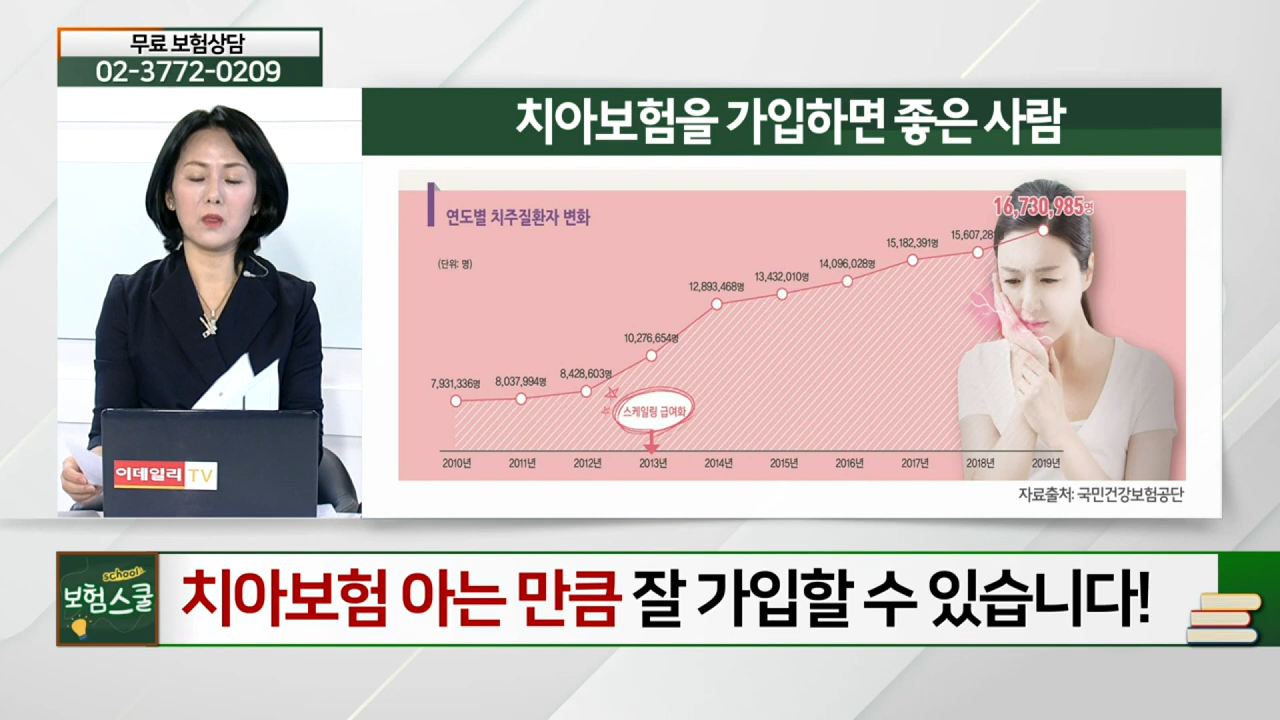 무료 보험상담
02-3772-0209
치아보험을 가입하면 좋은 사람
연도별 치주질환자 변화
(단위: 명)
7,931,336명
8,037,994명
8,428,603명
10,276,654명
12,893,468명
13,432,010명
14,096,028명
15,182,391명
16,730,985명
스케일링 급여화
2010년 2011년 2012년 2013년 2014년 2015년 2016년 2017년 2018년 2019년
자료출처: 국민건강보험공단
이데일리 TV
school
보험스쿨
치아보험 아는 만큼 잘 가입할 수 있습니다!